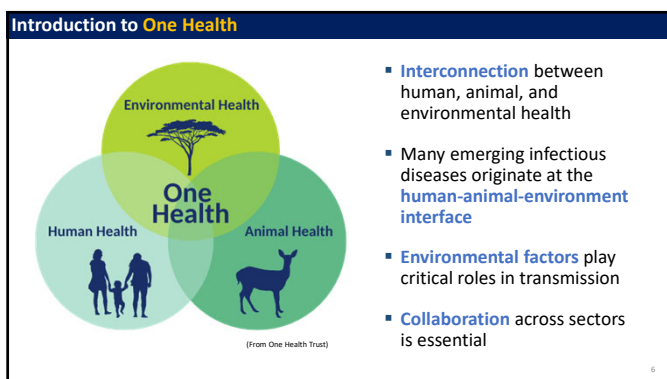 Introduction to One Health
Environmental Health
One
Health
Human Health
Animal Health
(From One Health Trust)
▪ Interconnection between
human, animal, and
environmental health
▪ Many emerging infectious
diseases originate at the
human-animal-environment
interface
▪ Environmental factors play
critical roles in transmission
▪ Collaboration across sectors
is essential
6